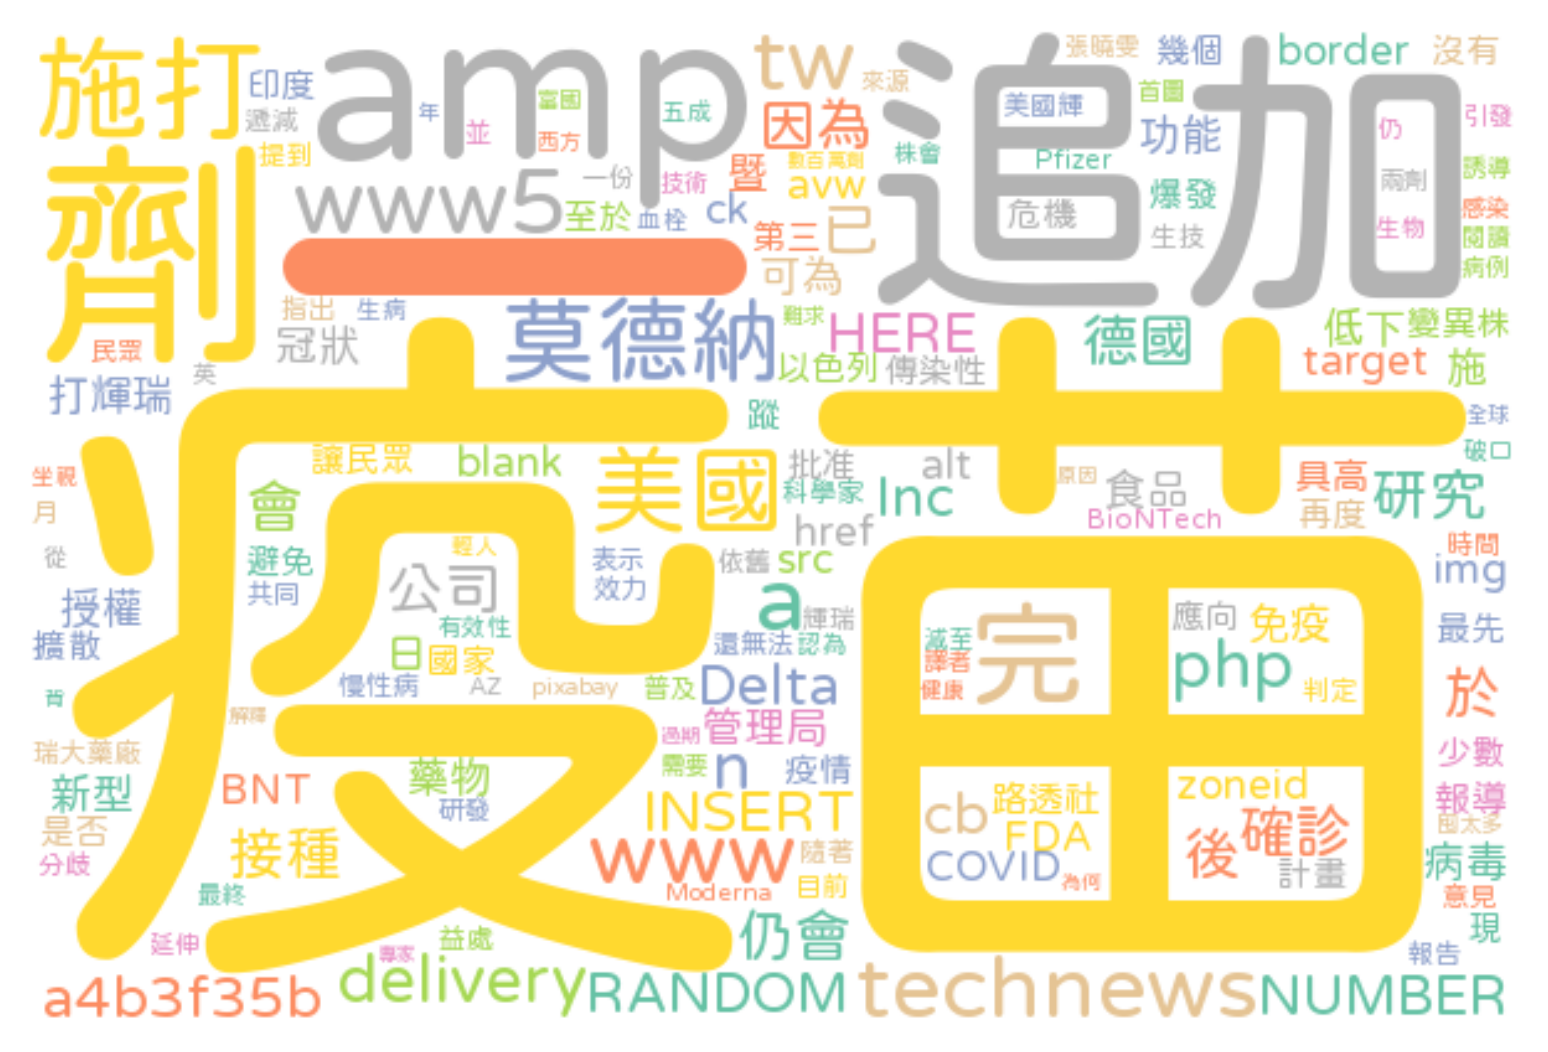 施打 印度 amp tw 張曉雯 幾個 border 沒有
遞減 年 並 富國 五成 來源 追加 美國輝 首圖 引發
提到 西方 因為 功能 仍
劑 www5 一份 技術 暨 數百萬劑 株會 Pfizer 兩劑 誘導
至於 血栓 ck avw 已 危機 爆發 感染
一 第三 生技 生物 閱讀
可為 病例
指出 生病 莫德納 難求 HERE 德國 低下 變異株
民眾 冠狀 以色列 傳染性 target 施
打輝瑞 英 疫苗 蹤 全球
坐視 讓民眾 blank 美國 批准 alt 原因 食品 具高 研究 破口
月 會 科學家 Inc BioNTech 再度
從 避免 輕人 表示 href 時間
授權 共同 公司 效力 依舊 src img
擴散 有效性 a 輝瑞 完 應向 免疫 最先
日 國家 還無法 認為 減至 php
背 慢性病 AZ pixabay 普及 Delta 譯者 健康 判定 於
瑞大藥廠 解釋 過期 管理局 少數
新型 BNT 藥物 需要 n 疫情 zoneid 報導
是否 研發 INSERT cb 路透社 確診 囤太多
分歧 接種 www 隨著 FDA 後 病毒
最終 Moderna 目前 COVID 為何 計畫 意見
延伸 專家 益處 仍會 現
報告
a4b3f35b delivery RANDOM technews NUMBER